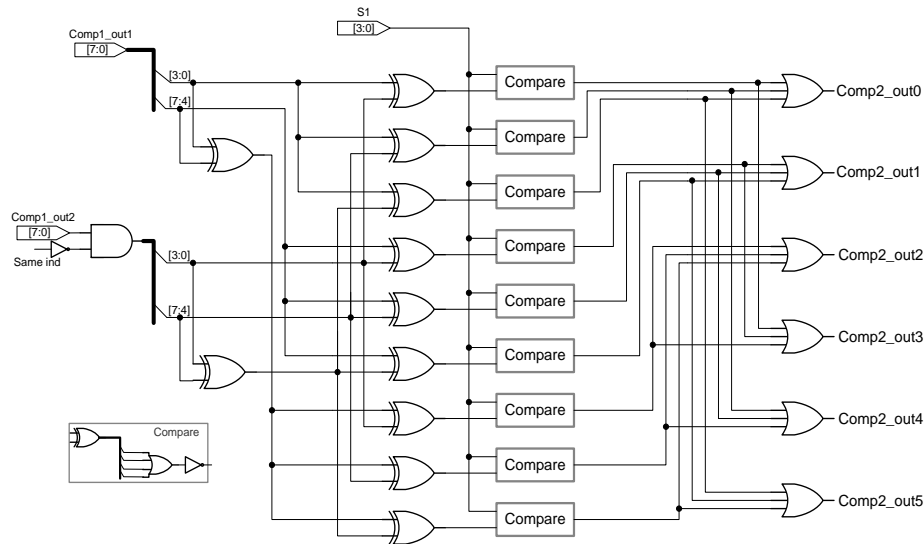 S1
[3:0]
Comp1_out1
[7:0]
[3:0]
[7:4]
Compare
Comp2_out0
Compare
Compare
Compare
Comp2_out1
Comp1_out2
[7:0]
Same ind
[3:0]
[7:4]
Compare
Comp2_out2
Compare
Comp2_out3
Compare
Comp2_out4
Compare
Compare
Compare
Comp2_out5